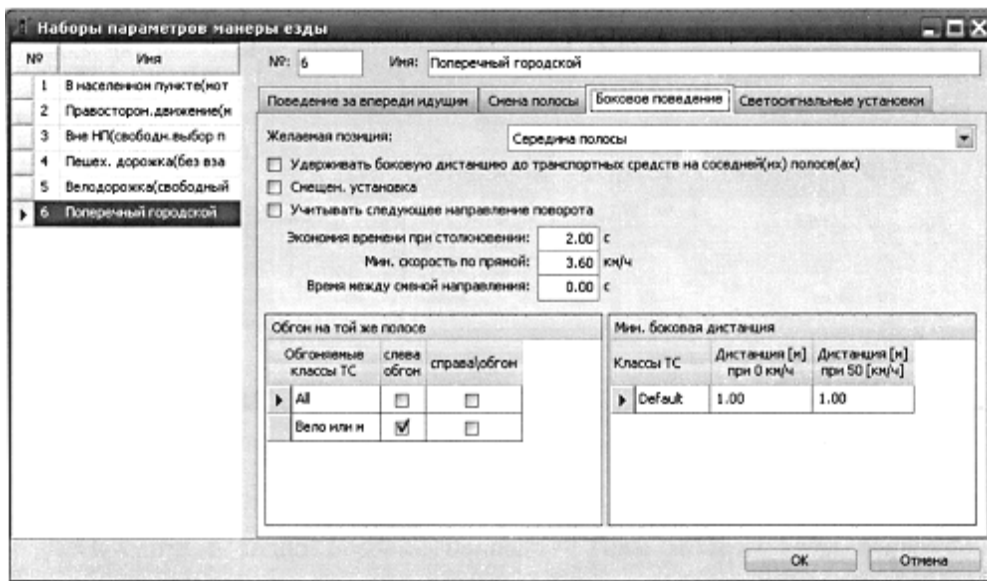 Наборы параметров манеры езды
№ Имя
1 В населенном пункте(мот
2 Правосторон.движение(м
3 Вне НП(свободн.выбор п
4 Пешех. дорожка(без вза
5 Велодорожка(свободный
6 Поперечный городской
№: 6 Имя: Поперечный городской
Поведение за впереди идущим Смена полосы Боковое поведение Светосигнальные установки
Желаемая позиция: Середина полосы
Удерживать боковую дистанцию до транспортных средств на соседней(их) полосе(ах)
Смещен. установка
Учитывать следующее направление поворота
Экономия времени при столкновении: 2.00 с
Мин. скорость по прямой: 3.60 км/ч
Время между сменой направления: 0.00 с
Обгон на той же полосе
Обгоняемые классы ТС слева обгон справа\обгон
All
Вело или м
Мин. боковая дистанция
Классы ТС Дистанция [м] при 0 км/ч Дистанция [м] при 50 [км/ч]
Default 1.00 1.00
OK Отмена